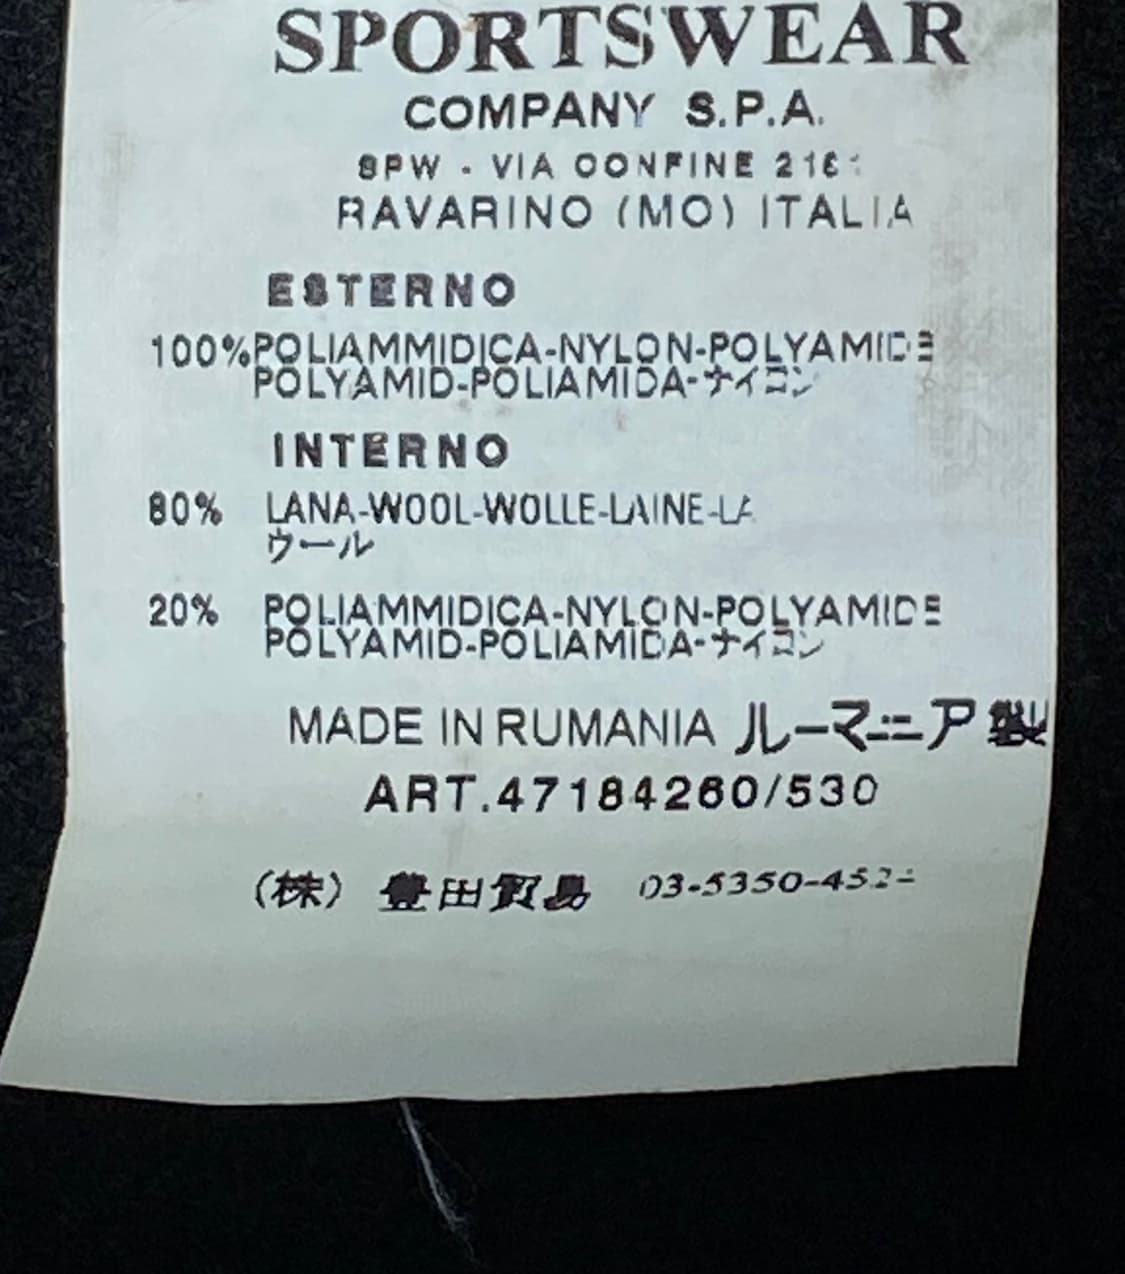 SPORTSWEAR
COMPANY S.P.A.
SPW - VIA CONFINE 2161
RAVARINO (MO) ITALIA
ESTERNO
100% POLIAMMIDICA-NYLON-POLYAMIDE
POLYAMID-POLIAMIDA-ナイロン
INTERNO
80% LANA-WOOL-WOLLE-LAINE-LA
ウール
20% POLIAMMIDICA-NYLON-POLYAMIDE
POLYAMID-POLIAMIDA-ナイロン
MADE IN RUMANIA ルーマニア製
ART.47184260/530
(株) 豊田貿易